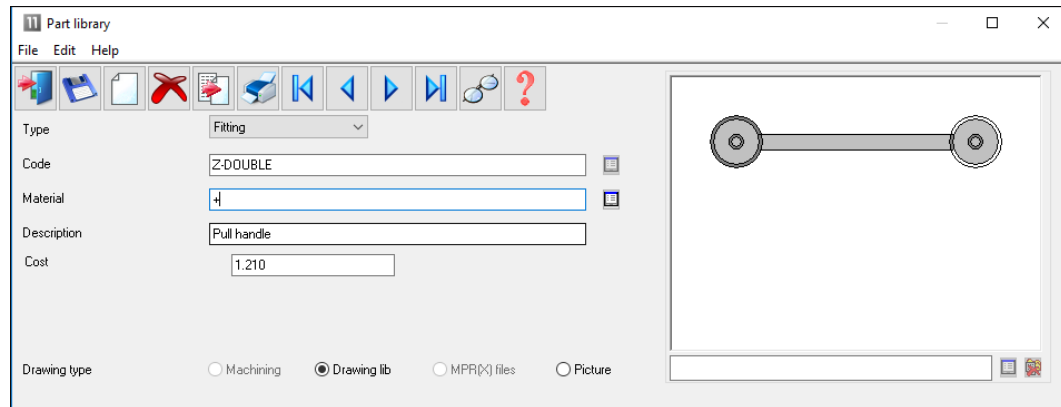 11 Part library
File Edit Help
Type Fitting
Code Z-DOUBLE
Material +
Description Pull handle
Cost 1.210
Drawing type Machining Drawing lib MPR(X) files Picture